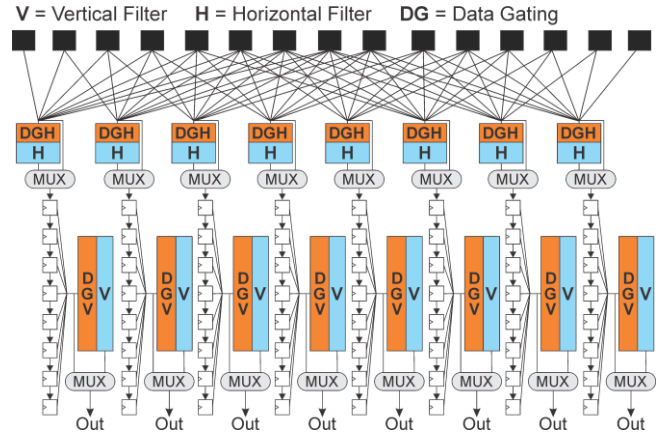 V = Vertical Filter H = Horizontal Filter DG = Data Gating
DGH DGH DGH DGH DGH DGH DGH DGH
H H H H H H H H
MUX MUX MUX MUX MUX MUX MUX MUX
DGV V DGV V DGV V DGV V DGV V DGV V DGV V DGV V
MUX MUX MUX MUX MUX MUX MUX MUX
Out Out Out Out Out Out Out Out